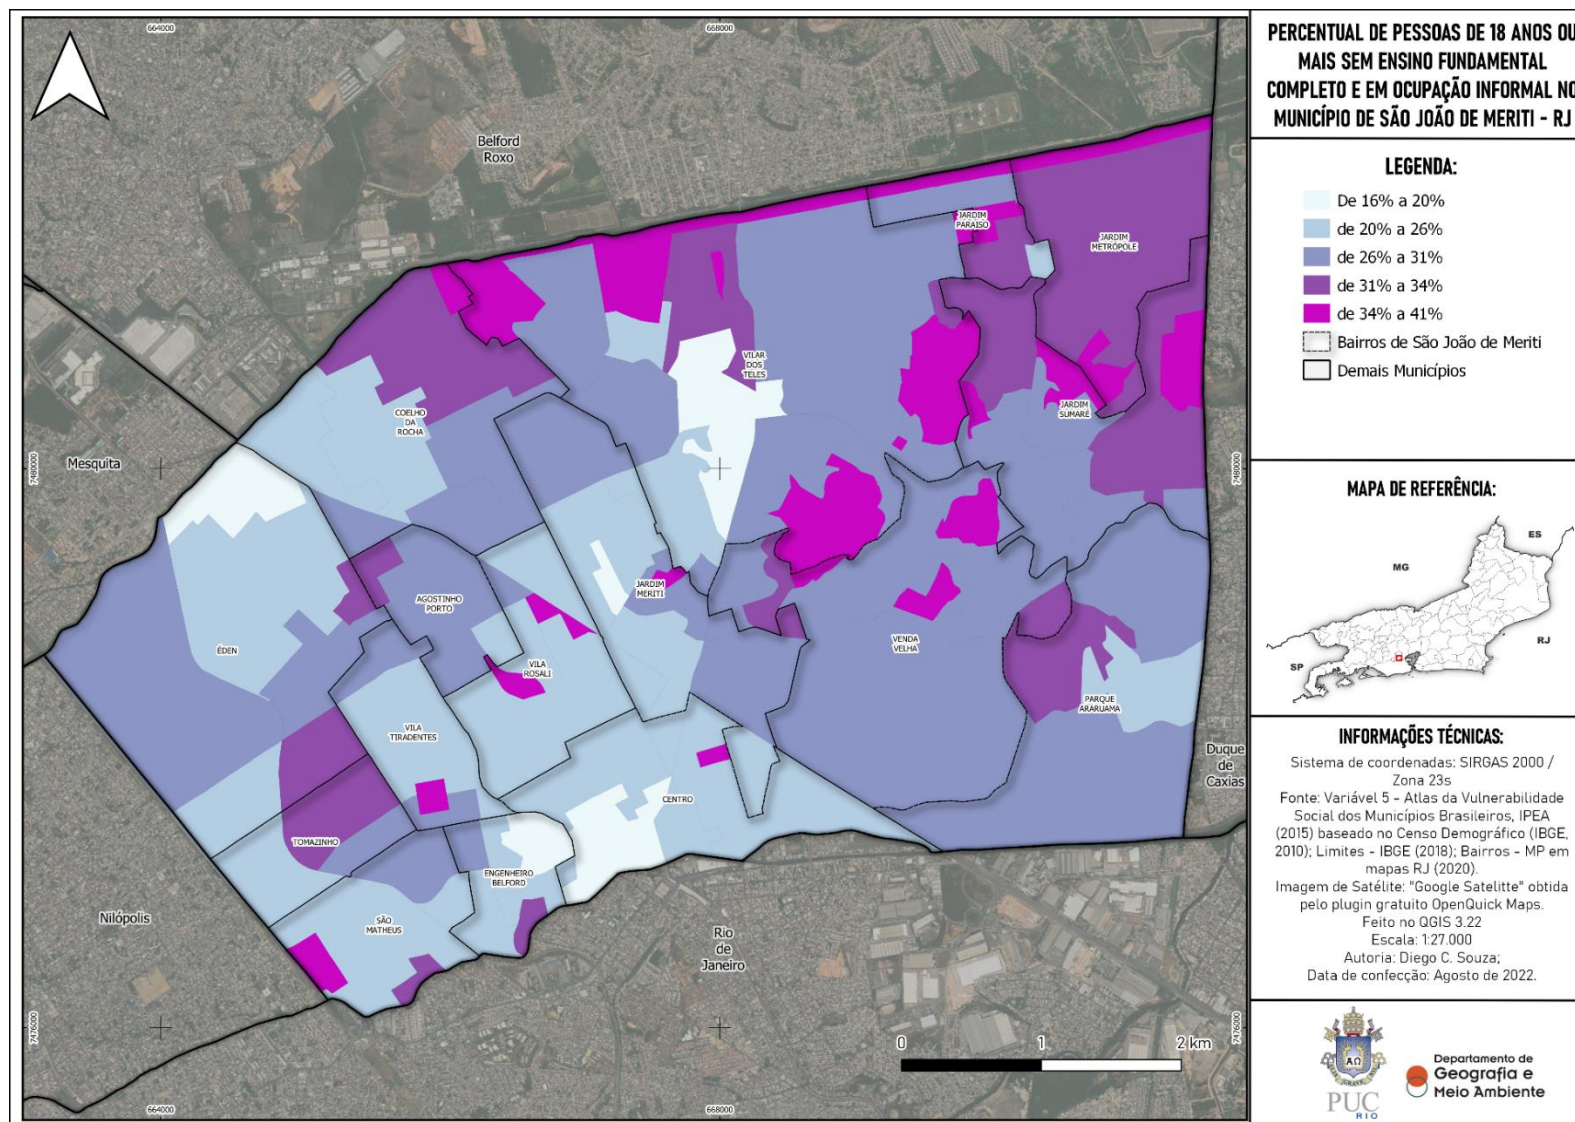 664000
668000
Belford
Roxo
JARDIM
PARAISO
JARDIM
METRÓPOLE
VILAR
DOS
TELES
COELHO
DA
ROCHA
JARDIM
SUMARÉ
Mesquita
7480000
7480000
JARDIM
MERITI
AGOSTINHO
PORTO
ÉDEN
VENDA
VELHA
VILA
ROSALI
PARQUE
ARARUAMA
VILA
TIRADENTES
Duque
de
Caxias
CENTRO
TOMAZINHO
ENGENHEIRO
BELFORD
Nilópolis
SÃO
MATHEUS
Rio
de
Janeiro
7476000
7476000
0 1 2 km
664000
668000
PERCENTUAL DE PESSOAS DE 18 ANOS OU
MAIS SEM ENSINO FUNDAMENTAL
COMPLETO E EM OCUPAÇÃO INFORMAL NO
MUNICÍPIO DE SÃO JOÃO DE MERITI - RJ
LEGENDA:
De 16% a 20%
de 20% a 26%
de 26% a 31%
de 31% a 34%
de 34% a 41%
Bairros de São João de Meriti
Demais Municípios
MAPA DE REFERÊNCIA:
ES
MG
RJ
SP
INFORMAÇÕES TÉCNICAS:
Sistema de coordenadas: SIRGAS 2000 /
Zona 23s
Fonte: Variável 5 - Atlas da Vulnerabilidade
Social dos Municípios Brasileiros, IPEA
(2015) baseado no Censo Demográfico (IBGE,
2010); Limites - IBGE (2018); Bairros - MP em
mapas RJ (2020).
Imagem de Satélite: "Google Satelitte" obtida
pelo plugin gratuito OpenQuick Maps.
Feito no QGIS 3.22
Escala: 1:27.000
Autoria: Diego C. Souza;
Data de confecção: Agosto de 2022.
ΑΩ
PUC
RIO
Departamento de
Geografia e
Meio Ambiente